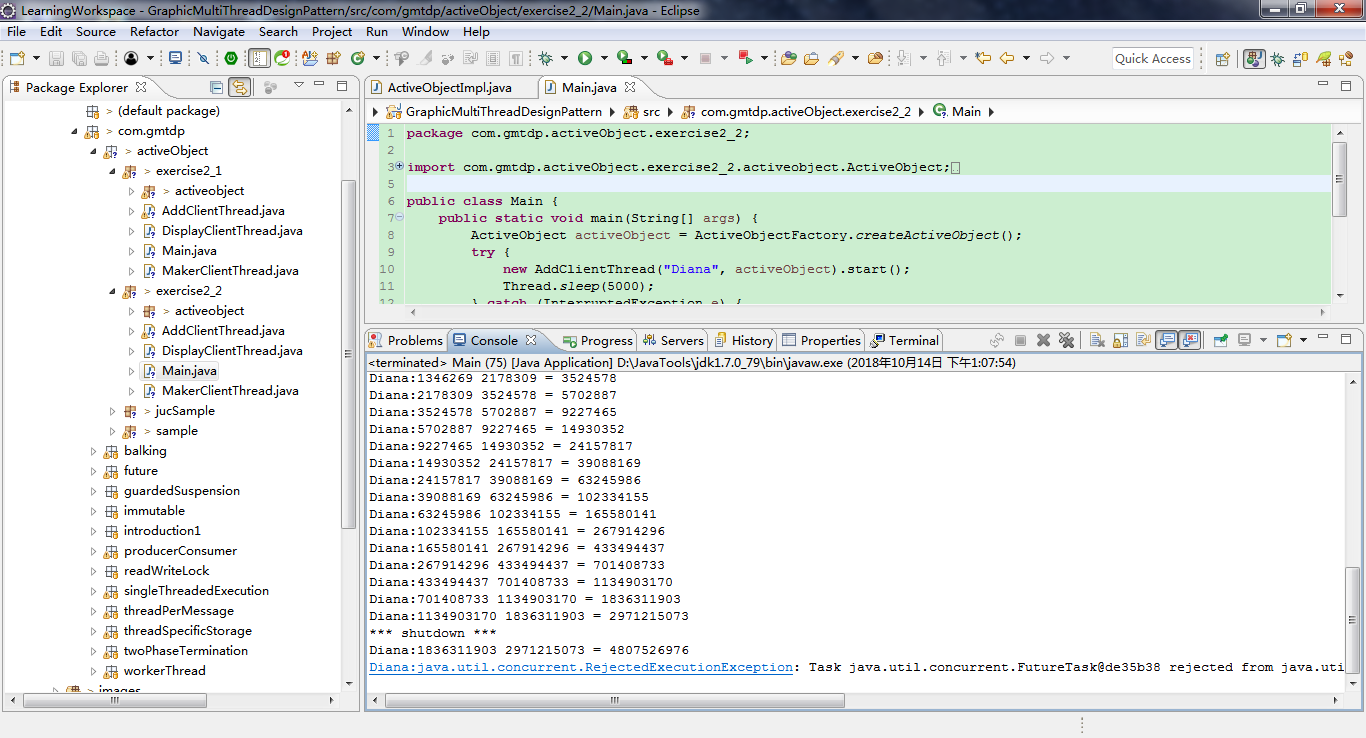 LearningWorkspace - GraphicMultiThreadDesignPattern/src/com/gmtdp/activeObject/exercise2_2/Main.java - Eclipse
File Edit Source Refactor Navigate Search Project Run Window Help
Quick Access
Package Explorer
> (default package)
> com.gmtdp
> activeObject
> exercise2_1
> activeobject
AddClientThread.java
> DisplayClientThread.java
> Main.java
> MakerClientThread.java
> exercise2_2
> activeobject
AddClientThread.java
DisplayClientThread.java
Main.java
MakerClientThread.java
> jucSample
> sample
balking
future
guardedSuspension
immutable
introduction1
producerConsumer
readWriteLock
singleThreadedExecution
threadPerMessage
threadSpecificStorage
twoPhaseTermination
workerThread
> images
ActiveObjectImpl.java Main.java
GraphicMultiThreadDesignPattern src com.gmtdp.activeObject.exercise2_2 Main
1 package com.gmtdp.activeObject.exercise2_2;
2
3 import com.gmtdp.activeObject.exercise2_2.activeobject.ActiveObject;
5
6 public class Main {
7 public static void main(String[] args) {
8 ActiveObject activeObject = ActiveObjectFactory.createActiveObject();
9 try {
10 new AddClientThread("Diana", activeObject).start();
11 Thread.sleep(5000);
12 } catch (InterruptedException e) {
Problems Console Progress Servers History Properties Terminal
<terminated> Main (75) [Java Application] D:\JavaTools\jdk1.7.0_79\bin\javaw.exe (2018年10月14日 下午1:07:54)
Diana:1346269 2178309 = 3524578
Diana:2178309 3524578 = 5702887
Diana:3524578 5702887 = 9227465
Diana:5702887 9227465 = 14930352
Diana:9227465 14930352 = 24157817
Diana:14930352 24157817 = 39088169
Diana:24157817 39088169 = 63245986
Diana:39088169 63245986 = 102334155
Diana:63245986 102334155 = 165580141
Diana:102334155 165580141 = 267914296
Diana:165580141 267914296 = 433494437
Diana:267914296 433494437 = 701408733
Diana:433494437 701408733 = 1134903170
Diana:701408733 1134903170 = 1836311903
Diana:1134903170 1836311903 = 2971215073
*** shutdown ***
Diana:1836311903 2971215073 = 4807526976
Diana:java.util.concurrent.RejectedExecutionException: Task java.util.concurrent.FutureTask@de35b38 rejected from java.uti